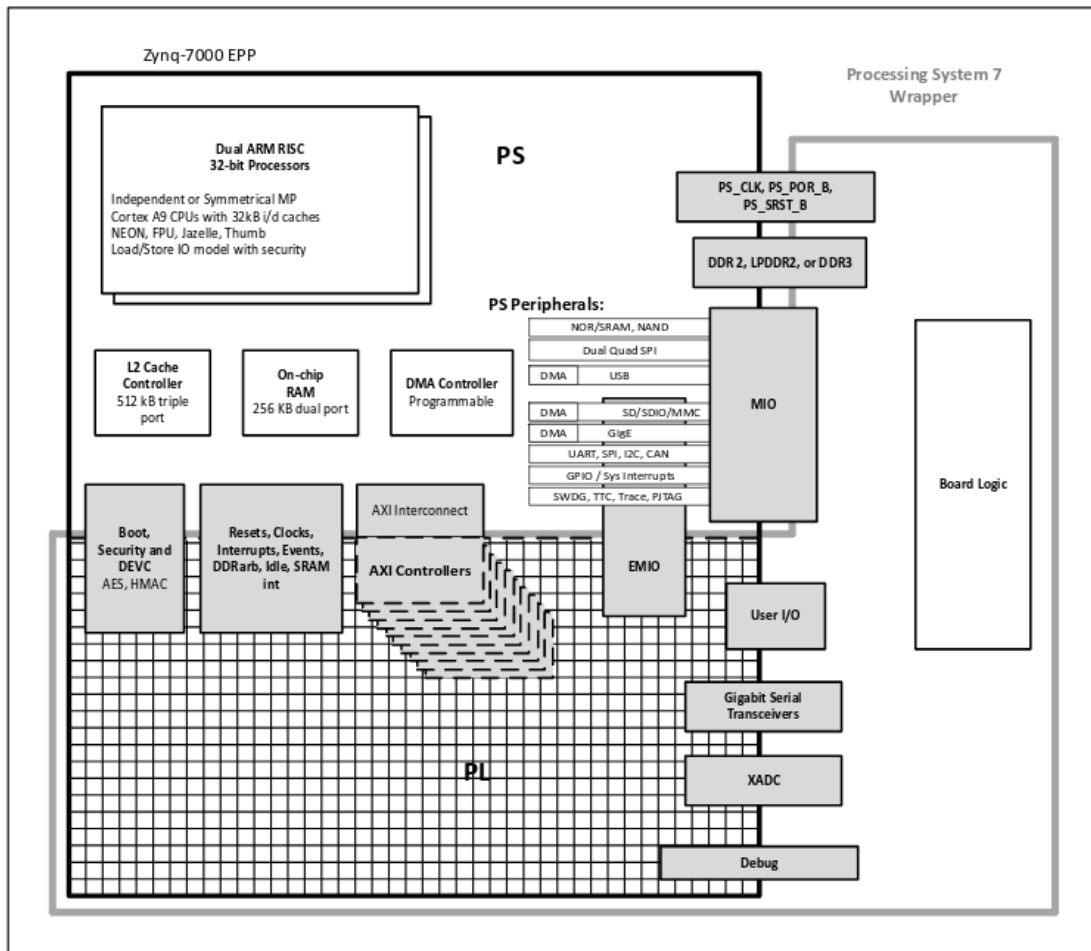 Zynq-7000 EPP
Processing System 7
Wrapper
Dual ARM RISC
32-bit Processors
Independent or Symmetrical MP
Cortex A9 CPUs with 32kB i/d caches
NEON, FPU, Jazelle, Thumb
Load/Store IO model with security
PS
PS_CLK, PS_POR_B,
PS_SRST_B
DDR 2, LPDDR2, or DDR3
PS Peripherals:
NOR/SRAM, NAND
Dual Quad SPI
DMA USB
DMA SD/SDIO/MMC
DMA GigE
UART, SPI, I2C, CAN
GPIO / Sys Interrupts
SWDG, TTC, Trace, PJTAG
MIO
L2 Cache
Controller
512 kB triple
port
On-chip
RAM
256 KB dual port
DMA Controller
Programmable
Board Logic
Boot,
Security and
DEVC
AES, HMAC
Resets, Clocks,
Interrupts, Events,
DDRarb, Idle, SRAM
int
AXI Interconnect
AXI Controllers
EMIO
User I/O
Gigabit Serial
Transceivers
PL
XADC
Debug